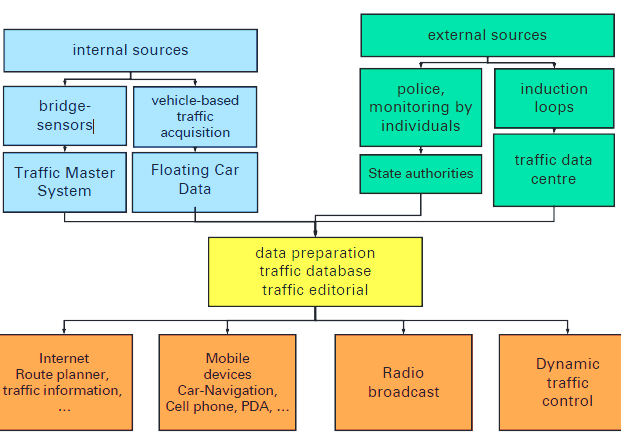 internal sources
external sources
bridge-
sensors
vehicle-based
traffic
acquisition
police,
monitoring by
individuals
induction
loops
Traffic Master
System
Floating Car
Data
State authorities
traffic data
centre
data preparation
traffic database
traffic editorial
Internet
Route planner,
traffic information,
...
Mobile
devices
Car-Navigation,
Cell phone, PDA, ...
Radio
broadcast
Dynamic
traffic
control